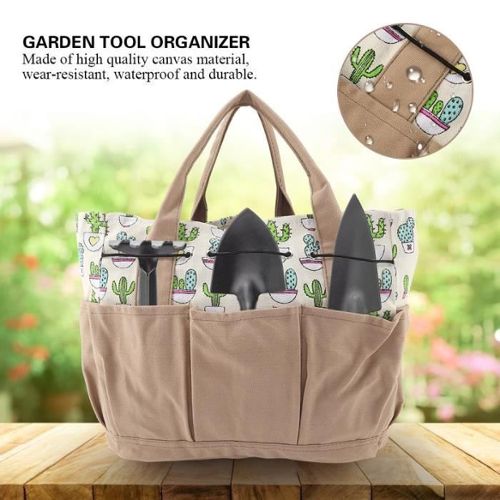 GARDEN TOOL ORGANIZER
Made of high quality canvas material,
wear-resistant, waterproof and durable.